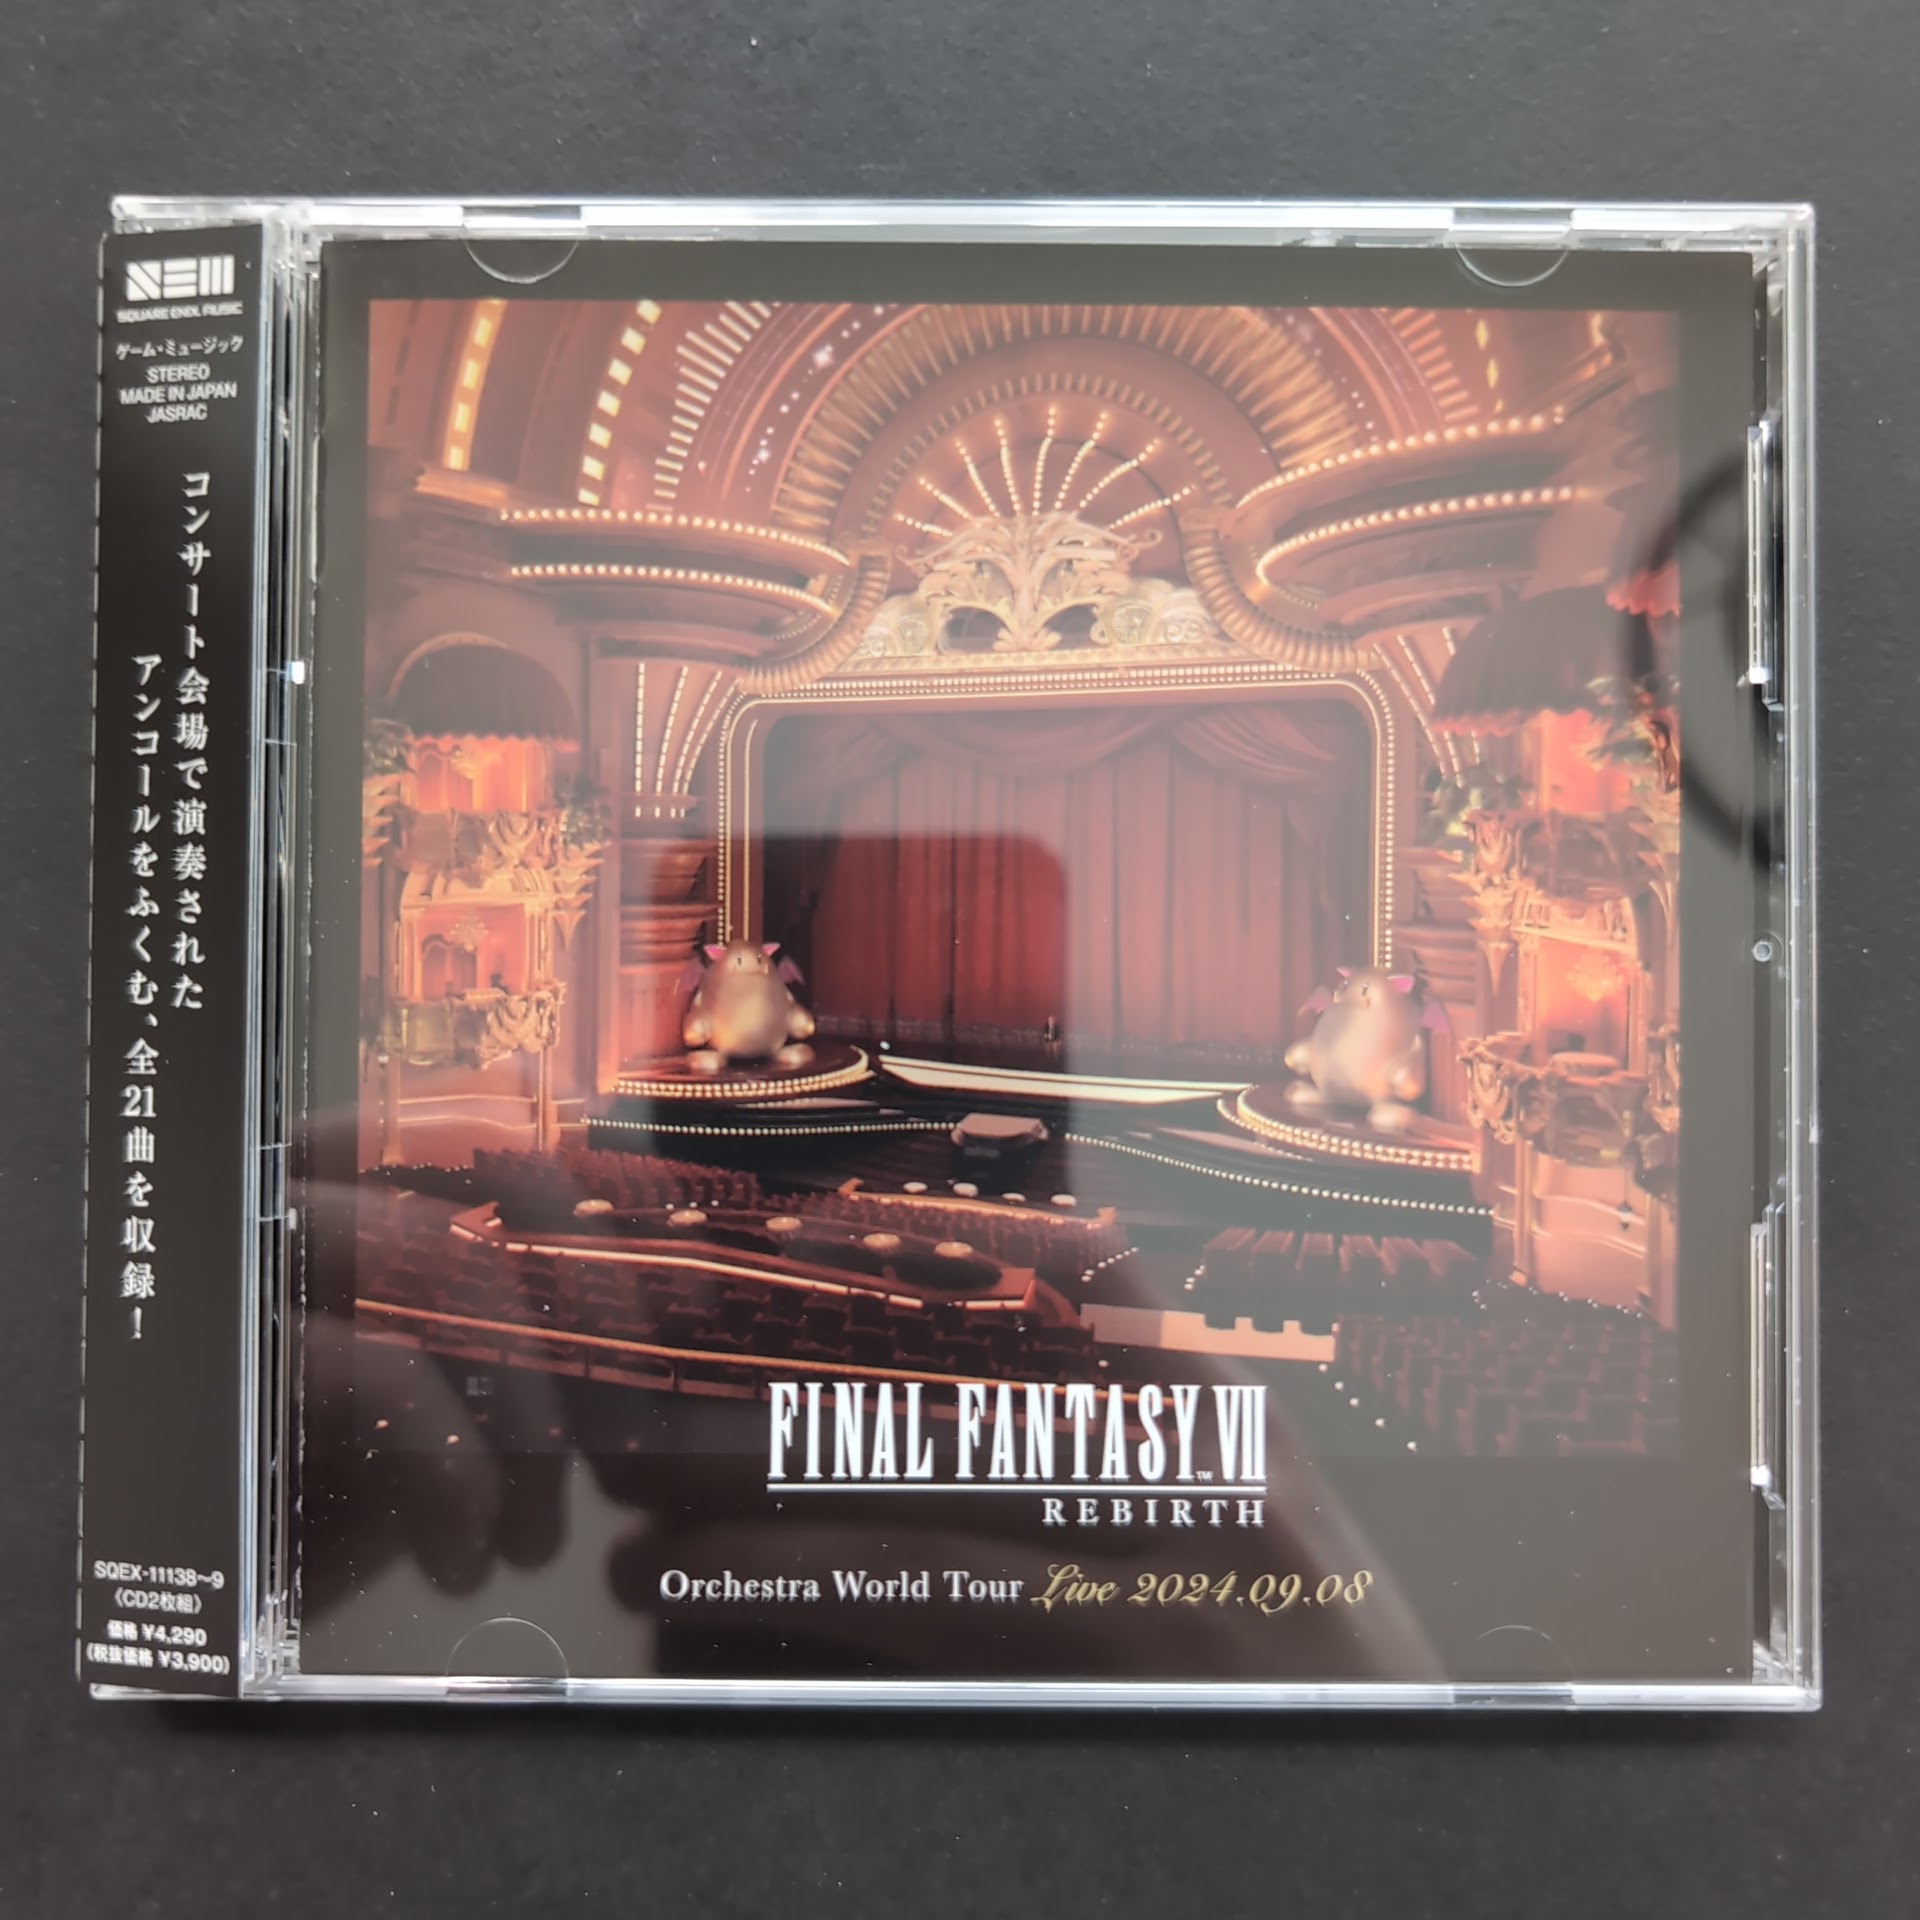 SQUARE ENIX MUSIC
ゲーム・ミュージック
STEREO
MADE IN JAPAN
JASRAC
コンサート会場で演奏された
アンコールをふくむ、全21曲を収録！
SQEX-11138～9
〈CD2枚組〉
価格 ¥4,290
(税抜価格 ¥3,900)
FINAL FANTASY VII
REBIRTH
Orchestra World Tour Live 2024.09.08